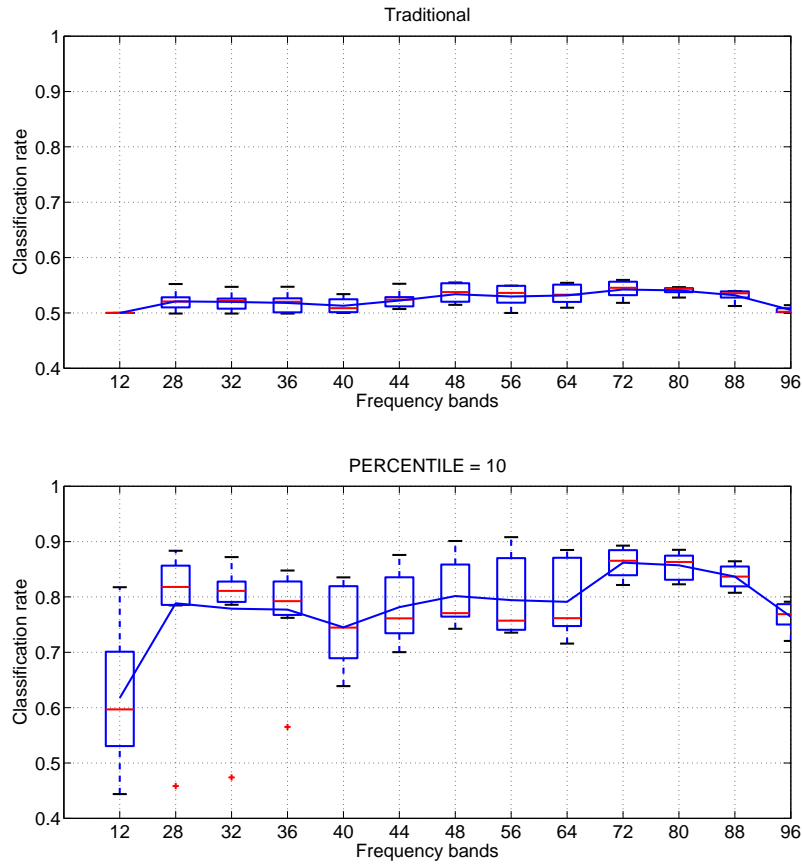 Traditional
1
0.9
0.8
0.7
0.6
0.5
0.4
Classification rate
12 28 32 36 40 44 48 56 64 72 80 88 96
Frequency bands
PERCENTILE = 10
1
0.9
0.8
0.7
0.6
0.5
0.4
Classification rate
12 28 32 36 40 44 48 56 64 72 80 88 96
Frequency bands